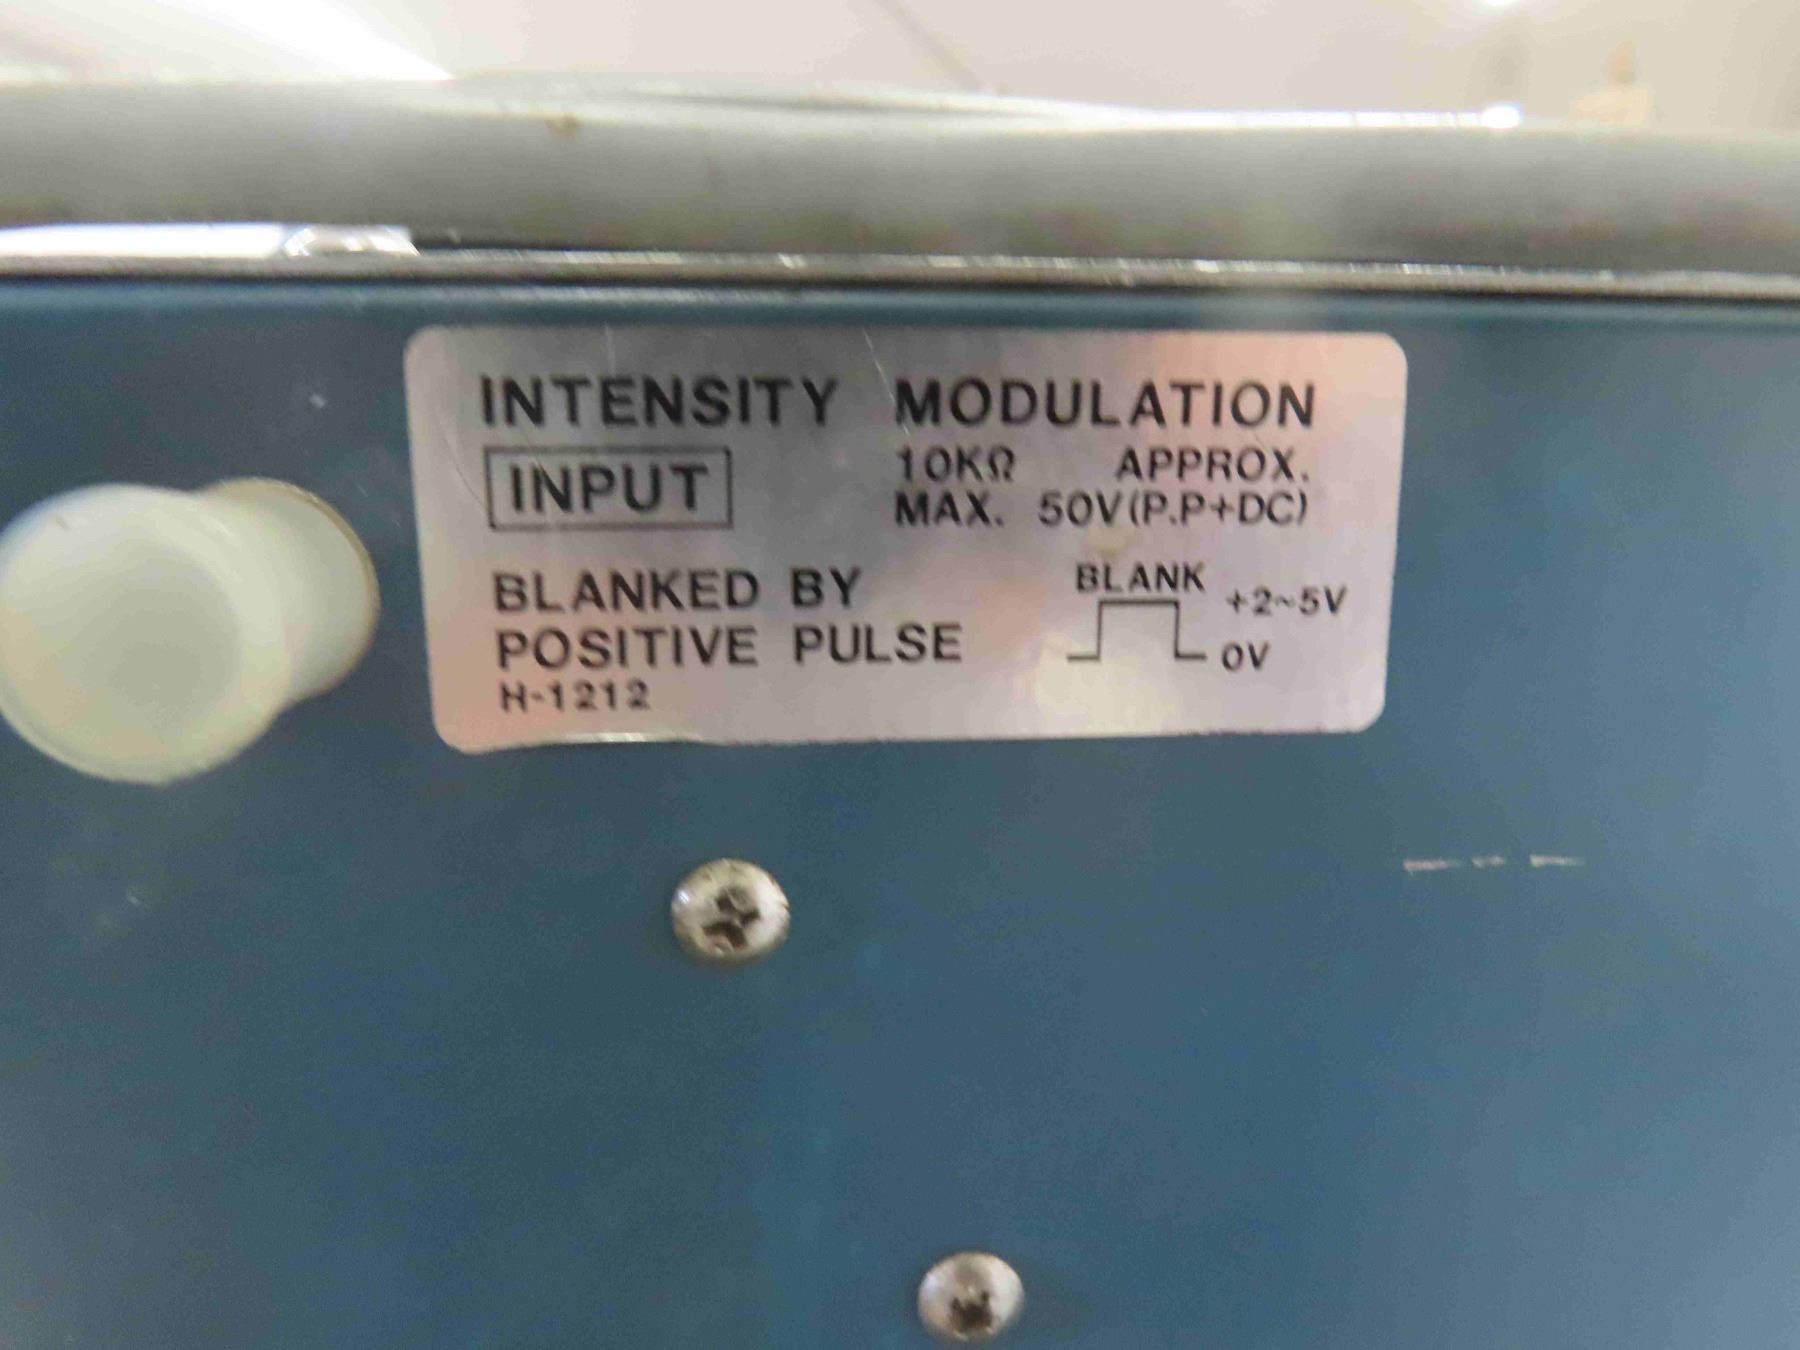 INTENSITY MODULATION
INPUT
10KΩ APPROX.
MAX. 50V(P.P+DC)
BLANKED BY
POSITIVE PULSE
H-1212
BLANK
+2~5V
0V